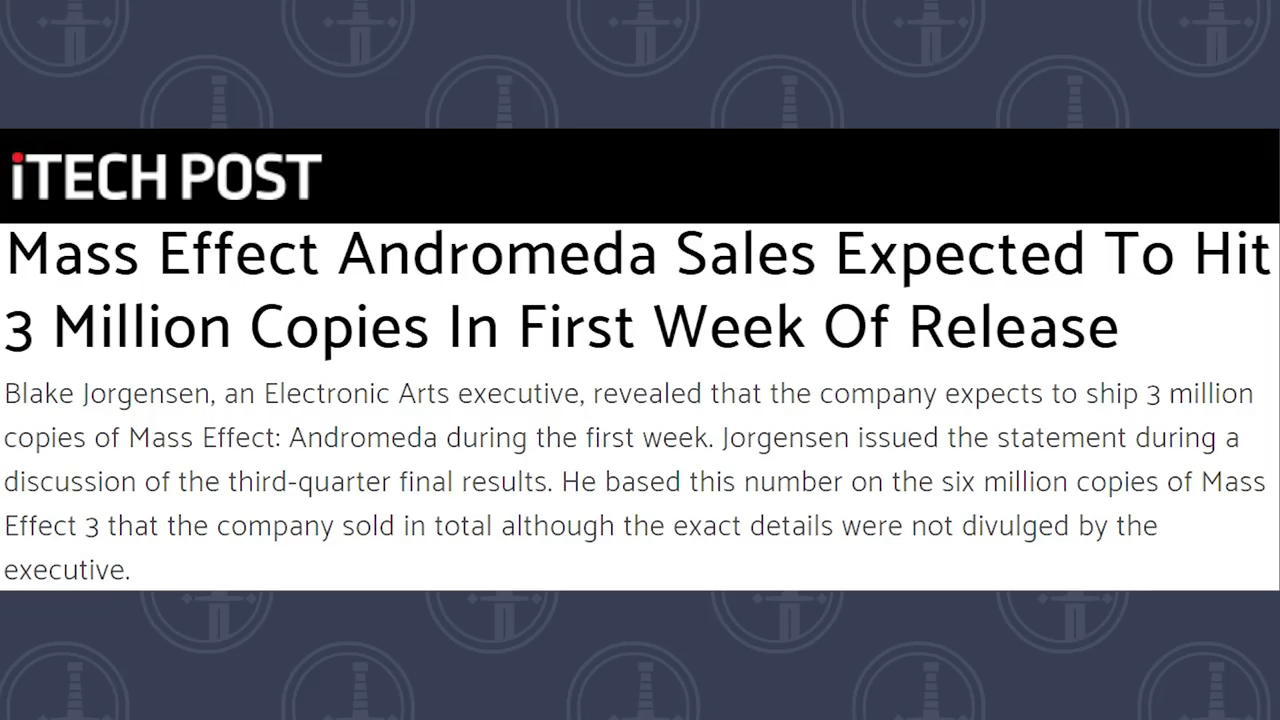 iTECH POST
Mass Effect Andromeda Sales Expected To Hit
3 Million Copies In First Week Of Release
Blake Jorgensen, an Electronic Arts executive, revealed that the company expects to ship 3 million
copies of Mass Effect: Andromeda during the first week. Jorgensen issued the statement during a
discussion of the third-quarter final results. He based this number on the six million copies of Mass
Effect 3 that the company sold in total although the exact details were not divulged by the
executive.